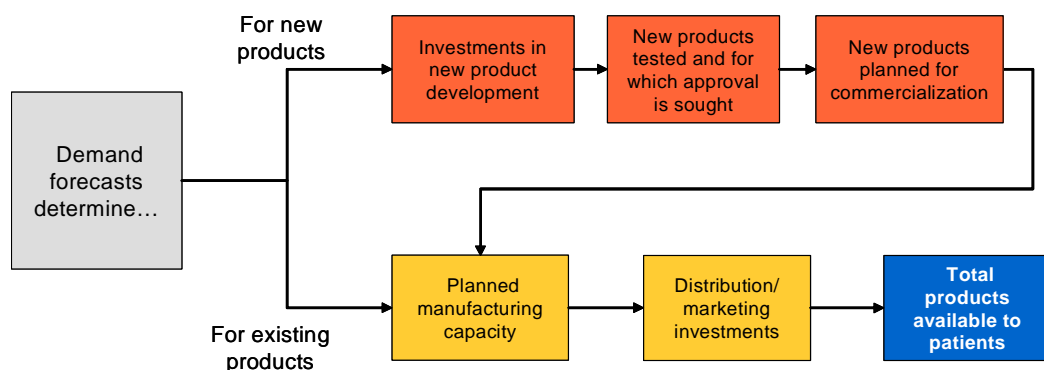 For new
products
Investments in
new product
development
New products
tested and for
which approval
is sought
New products
planned for
commercialization
Demand
forecasts
determine…
For existing
products
Planned
manufacturing
capacity
Distribution/
marketing
investments
Total
products
available to
patients